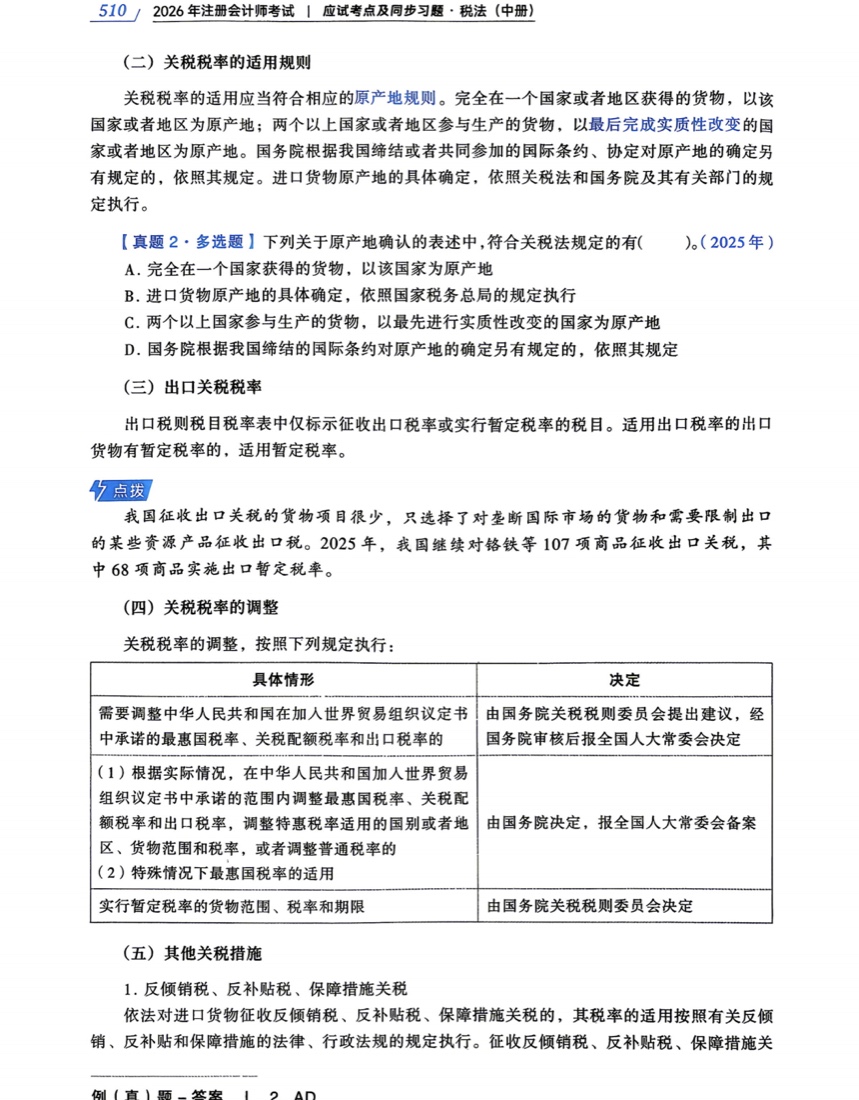 510 2026年注册会计师考试 | 应试考点及同步习题·税法（中册）
（二）关税税率的适用规则
关税税率的适用应当符合相应的原产地规则。完全在一个国家或者地区获得的货物，以该
国家或者地区为原产地；两个以上国家或者地区参与生产的货物，以最后完成实质性改变的国
家或者地区为原产地。国务院根据我国缔结或者共同参加的国际条约、协定对原产地的确定另
有规定的，依照其规定。进口货物原产地的具体确定，依照关税法和国务院及其有关部门的规
定执行。
【真题2·多选题】下列关于原产地确认的表述中，符合关税法规定的有(　　)。（2025年）
A. 完全在一个国家获得的货物，以该国家为原产地
B. 进口货物原产地的具体确定，依照国家税务总局的规定执行
C. 两个以上国家参与生产的货物，以最先进行实质性改变的国家为原产地
D. 国务院根据我国缔结的国际条约对原产地的确定另有规定的，依照其规定
（三）出口关税税率
出口税则税目税率表中仅标示征收出口税率或实行暂定税率的税目。适用出口税率的出口
货物有暂定税率的，适用暂定税率。
点拨
我国征收出口关税的货物项目很少，只选择了对垄断国际市场的货物和需要限制出口
的某些资源产品征收出口税。2025年，我国继续对铬铁等107项商品征收出口关税，其
中68项商品实施出口暂定税率。
（四）关税税率的调整
关税税率的调整，按照下列规定执行：
具体情形 决定
需要调整中华人民共和国在加入世界贸易组织议定书
中承诺的最惠国税率、关税配额税率和出口税率的
由国务院关税税则委员会提出建议，经
国务院审核后报全国人大常委会决定
（1）根据实际情况，在中华人民共和国加入世界贸易
组织议定书中承诺的范围内调整最惠国税率、关税配
额税率和出口税率，调整特惠税率适用的国别或者地
区、货物范围和税率，或者调整普通税率的
（2）特殊情况下最惠国税率的适用
由国务院决定，报全国人大常委会备案
实行暂定税率的货物范围、税率和期限 由国务院关税税则委员会决定
（五）其他关税措施
1. 反倾销税、反补贴税、保障措施关税
依法对进口货物征收反倾销税、反补贴税、保障措施关税的，其税率的适用按照有关反倾
销、反补贴和保障措施的法律、行政法规的规定执行。征收反倾销税、反补贴税、保障措施关
例（真）题-答案 | 2. AD